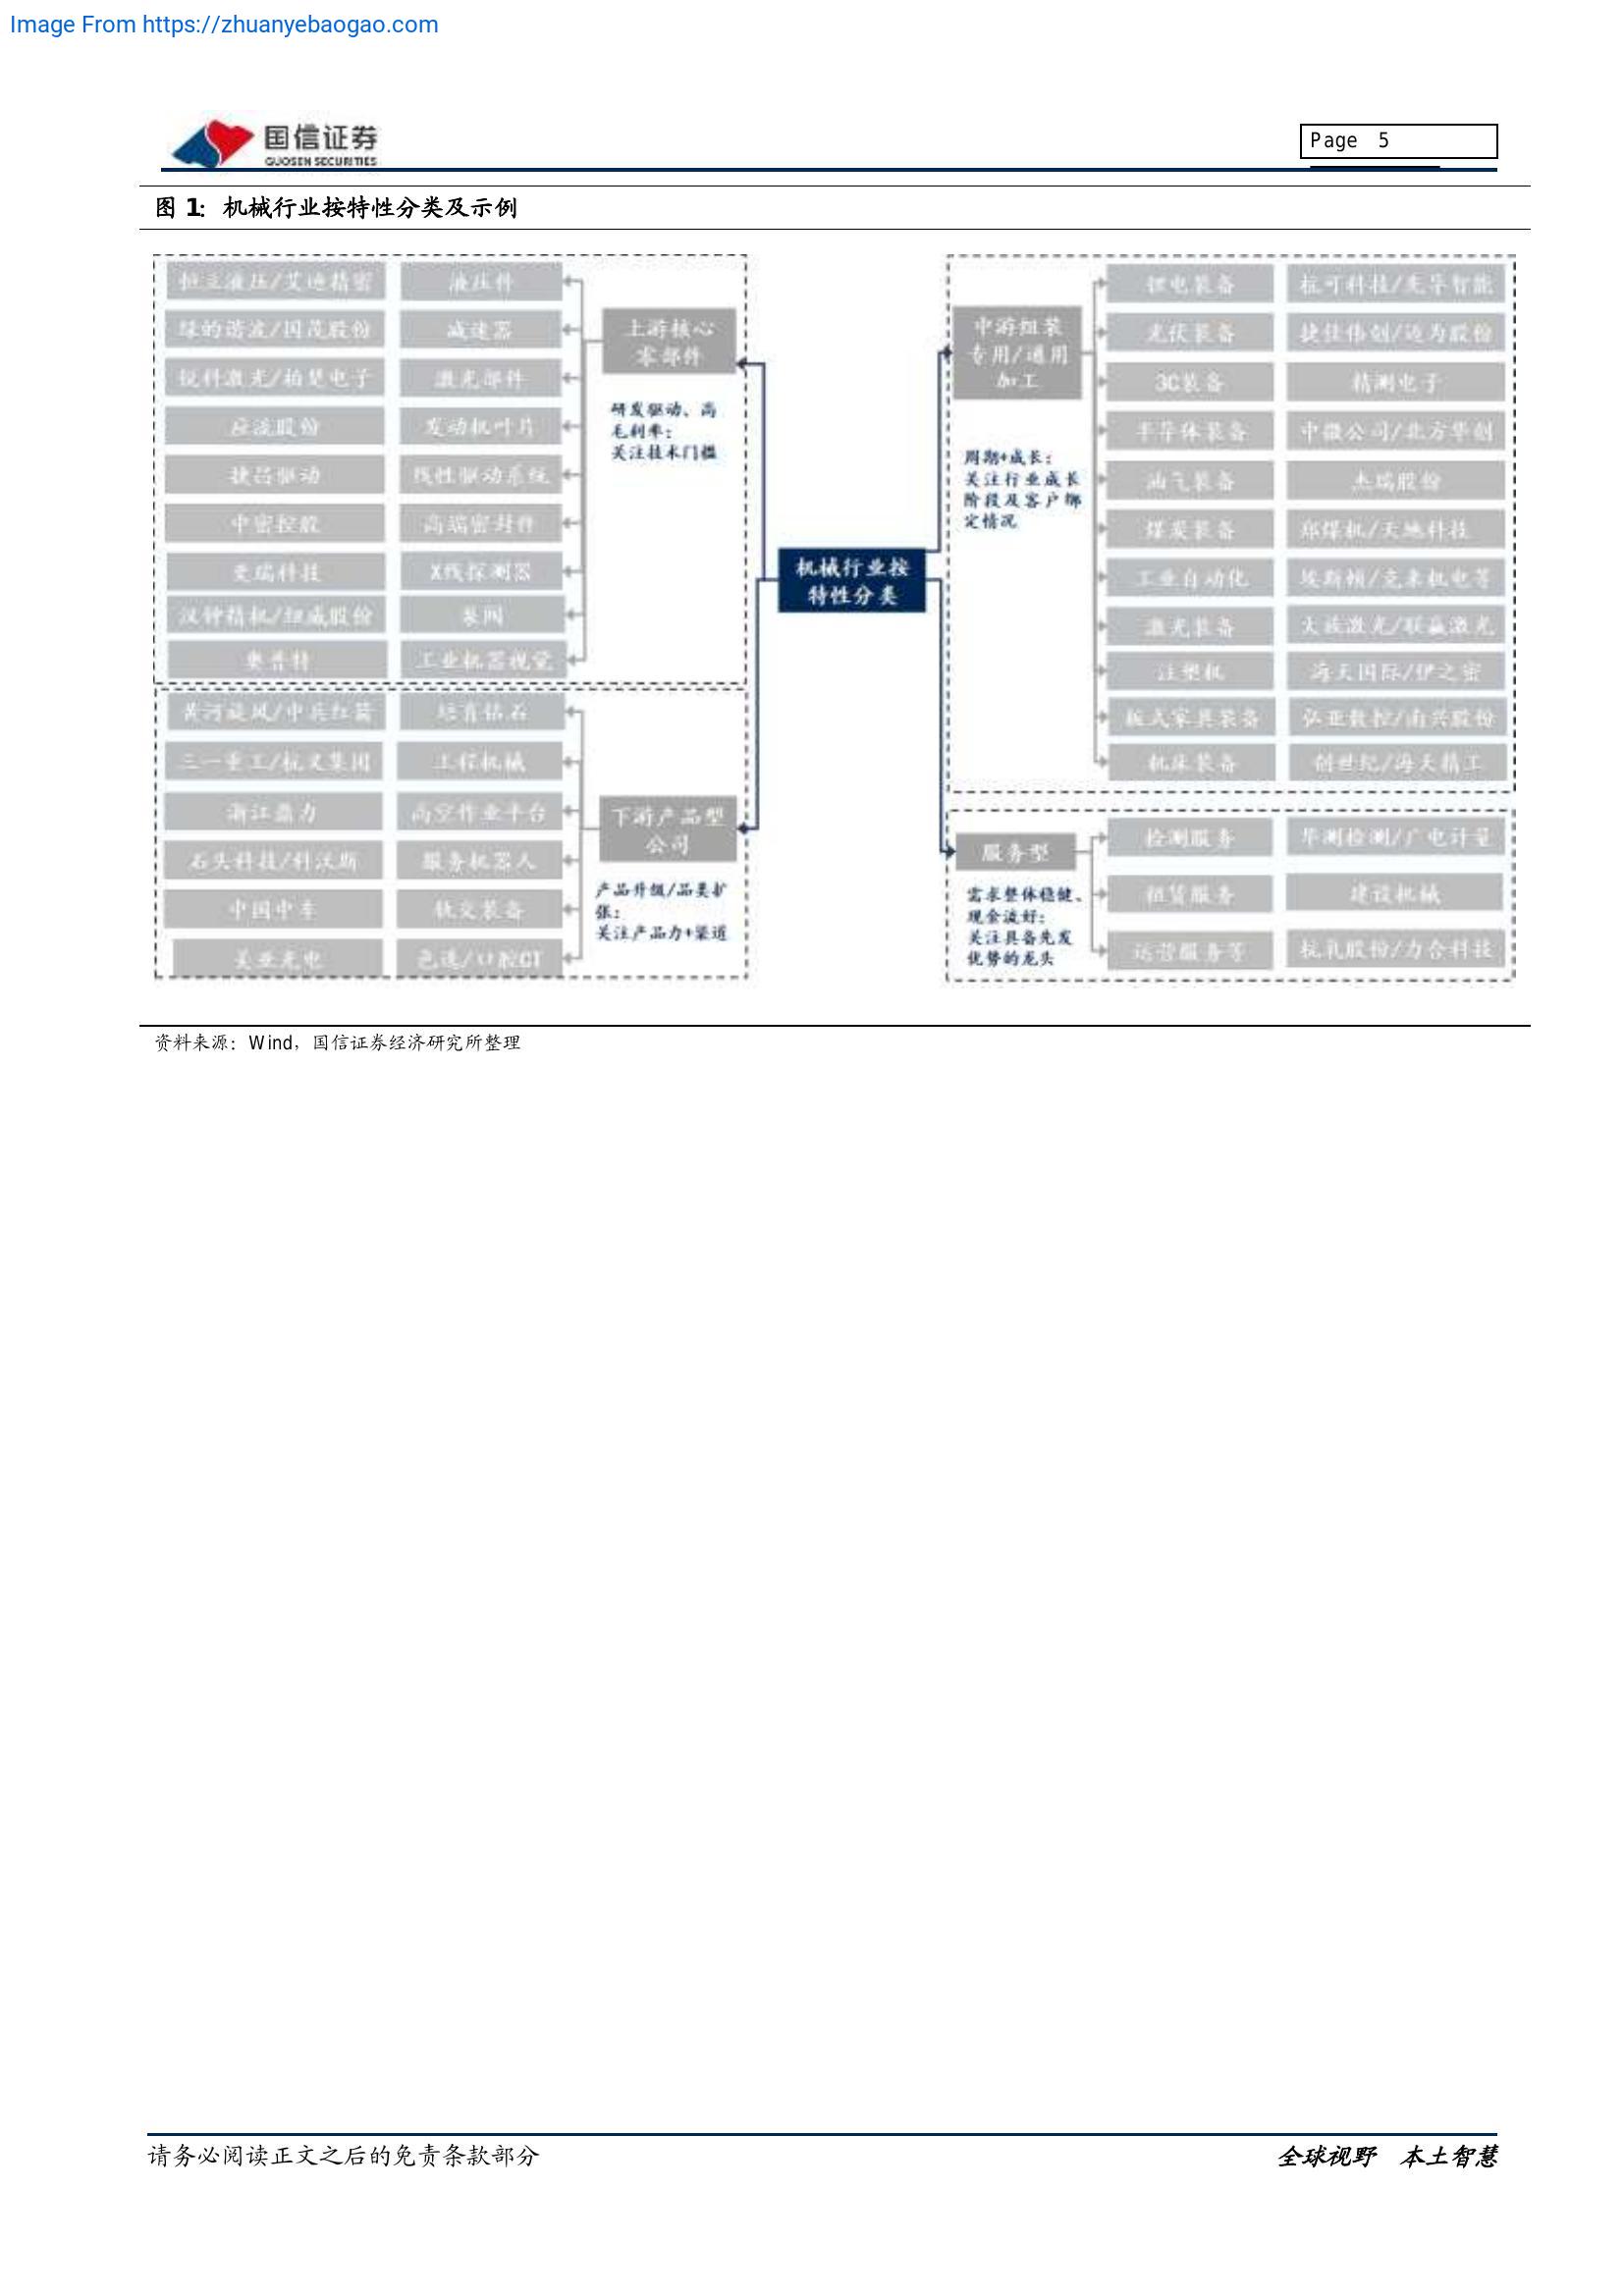 Image From https://zhuanyebaogao.com
国信证券
GUOSEN SECURITIES
Page 5
图 1: 机械行业按特性分类及示例
恒立液压/艾迪精密
液压件
绿的谐波/国茂股份
减速器
锐科激光/柏楚电子
激光部件
应流股份
发动机叶片
捷昌驱动
线性驱动系统
中密控股
高端密封件
奕瑞科技
X线探测器
汉钟精机/纽威股份
泵阀
奥普特
工业机器视觉
上游核心
零部件
研发驱动、高
毛利率:
关注技术门槛
黄河旋风/中兵红箭
培育钻石
三一重工/杭叉集团
工程机械
浙江鼎力
高空作业平台
石头科技/科沃斯
服务机器人
中国中车
轨交装备
美亚光电
色选/口腔CT
下游产品型
公司
产品升级/品类扩
张:
关注产品力+渠道
机械行业按
特性分类
中游组装
专用/通用
加工
周期+成长:
关注行业成长
阶段及客户绑
定情况
锂电装备
杭可科技/先导智能
光伏装备
捷佳伟创/迈为股份
3C装备
精测电子
半导体装备
中微公司/北方华创
油气装备
杰瑞股份
煤炭装备
郑煤机/天地科技
工业自动化
埃斯顿/克来机电等
激光装备
大族激光/联赢激光
注塑机
海天国际/伊之密
板式家具装备
弘亚数控/南兴股份
机床装备
创世纪/海天精工
服务型
需求整体稳健、
现金流好:
关注具备先发
优势的龙头
检测服务
华测检测/广电计量
租赁服务
建设机械
运营服务等
杭氧股份/力合科技
资料来源: Wind, 国信证券经济研究所整理
请务必阅读正文之后的免责条款部分
全球视野 本土智慧